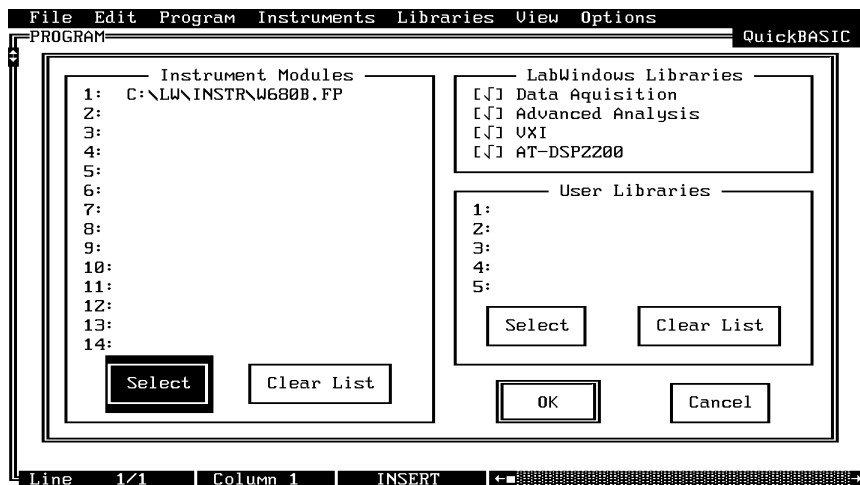 File Edit Program Instruments Libraries View Options
PROGRAM
QuickBASIC
Instrument Modules
1: C:\LW\INSTR\W680B.FP
2:
3:
4:
5:
6:
7:
8:
9:
10:
11:
12:
13:
14:
Select
Clear List
LabWindows Libraries
[√] Data Aquisition
[√] Advanced Analysis
[√] VXI
[√] AT-DSP2200
User Libraries
1:
2:
3:
4:
5:
Select
Clear List
OK
Cancel
Line 1/1 Column 1 INSERT